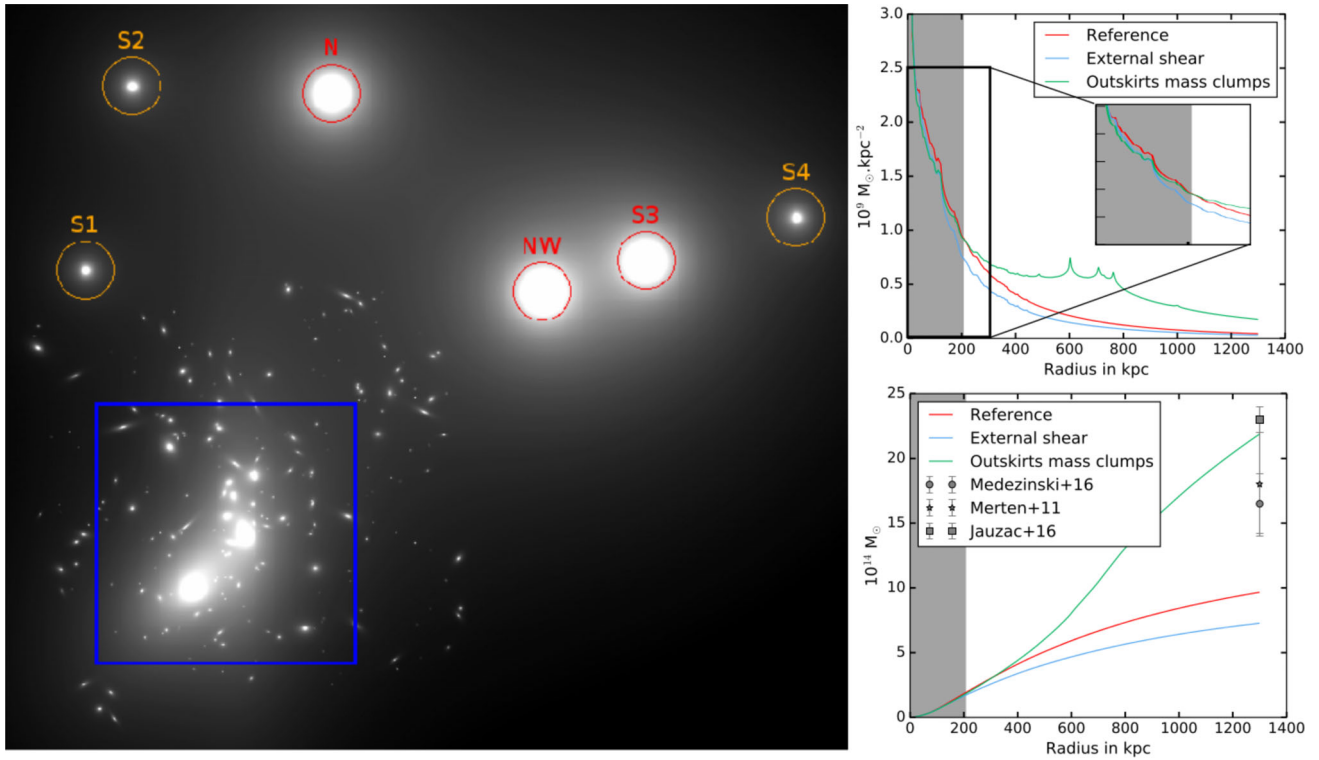 S2
N
S4
S3
NW
S1
3.0
2.5
2.0
1.5
1.0
0.5
0.0
10⁹ M☉.kpc⁻²
Reference
External shear
Outskirts mass clumps
0 200 400 600 800 1000 1200 1400
Radius in kpc
25
20
15
10
5
0
10¹⁴ M☉
Reference
External shear
Outskirts mass clumps
Medezinski+16
Merten+11
Jauzac+16
0 200 400 600 800 1000 1200 1400
Radius in kpc